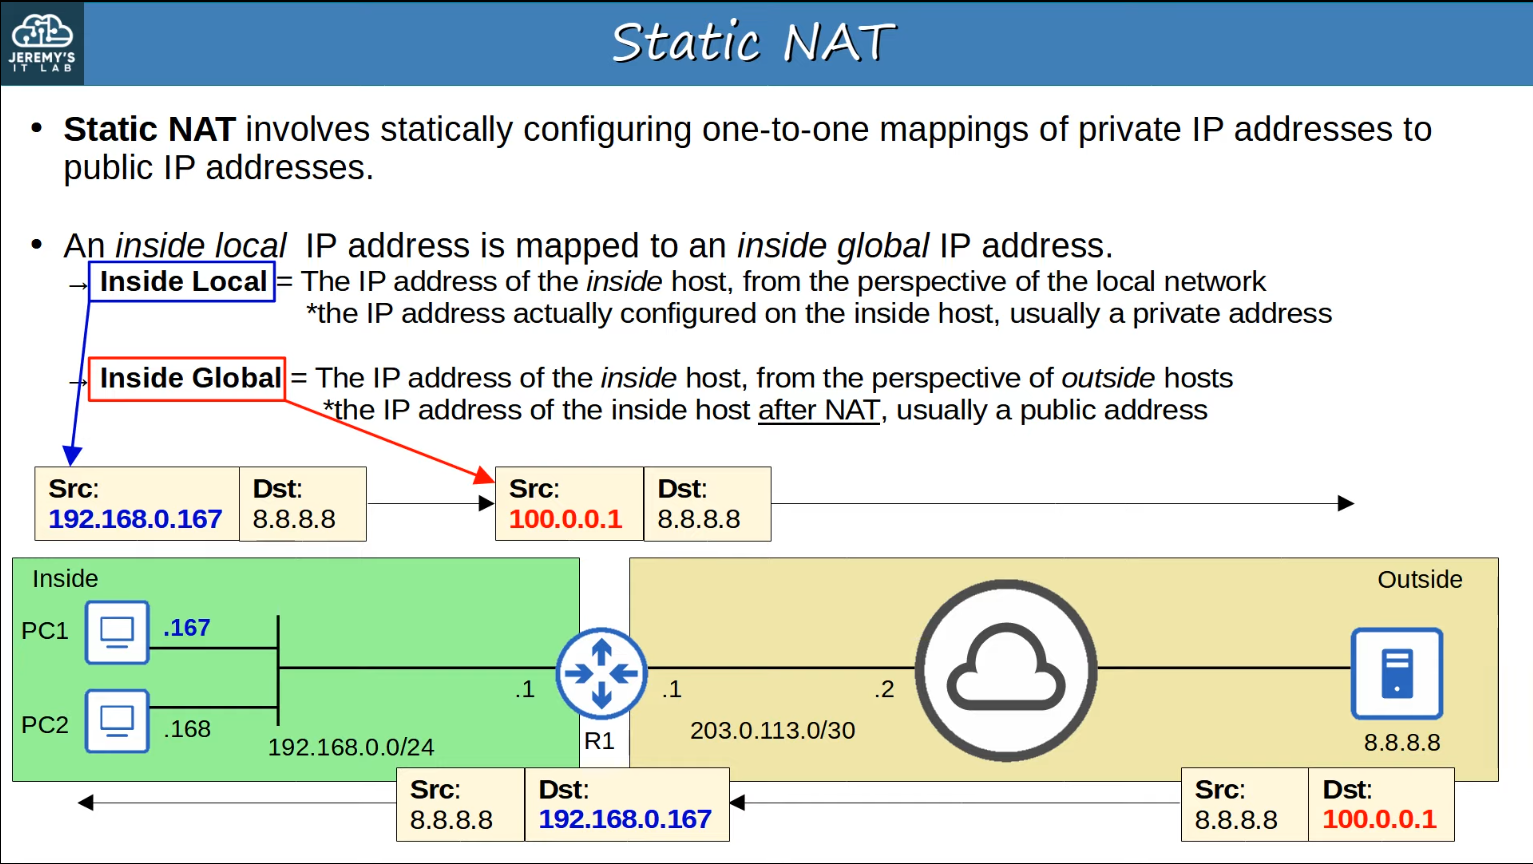 JEREMY'S
IT LAB
Static NAT
• Static NAT involves statically configuring one-to-one mappings of private IP addresses to
public IP addresses.
• An inside local IP address is mapped to an inside global IP address.
→ Inside Local = The IP address of the inside host, from the perspective of the local network
*the IP address actually configured on the inside host, usually a private address
→ Inside Global = The IP address of the inside host, from the perspective of outside hosts
*the IP address of the inside host after NAT, usually a public address
Src: Dst:
192.168.0.167 8.8.8.8
Src: Dst:
100.0.0.1 8.8.8.8
Inside
Outside
PC1
.167
PC2
.168
192.168.0.0/24
.1
R1
.1
.2
203.0.113.0/30
8.8.8.8
Src: Dst:
8.8.8.8 192.168.0.167
Src: Dst:
8.8.8.8 100.0.0.1